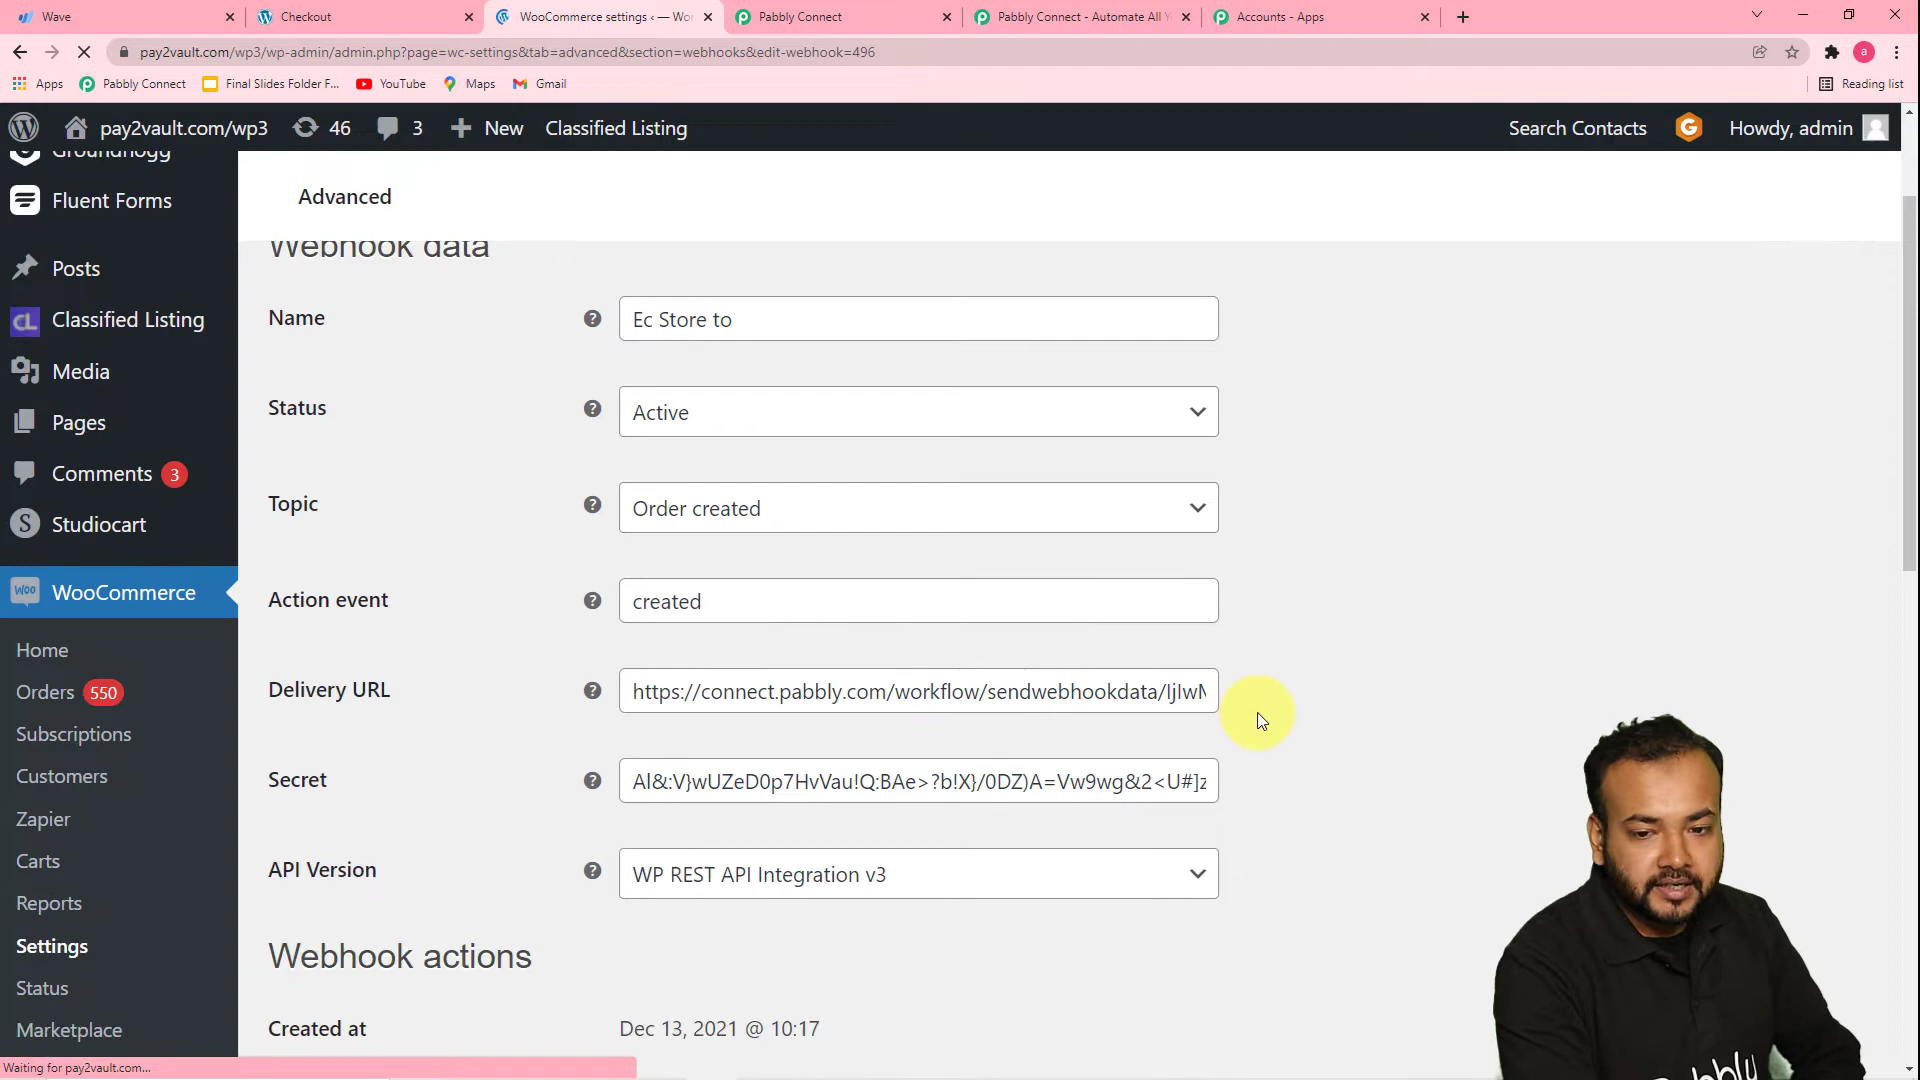 Wave
Checkout
WooCommerce settings ‹ — Wor
Pabbly Connect
Pabbly Connect - Automate All Y
Accounts - Apps
pay2vault.com/wp3/wp-admin/admin.php?page=wc-settings&tab=advanced&section=webhooks&edit-webhook=496
a
Apps
Pabbly Connect
Final Slides Folder F...
YouTube
Maps
Gmail
Reading list
pay2vault.com/wp3
46
3
New
Classified Listing
Search Contacts
Howdy, admin
Groundhogg
Fluent Forms
Posts
Classified Listing
Media
Pages
Comments 3
Studiocart
WooCommerce
Home
Orders 550
Subscriptions
Customers
Zapier
Carts
Reports
Settings
Status
Marketplace
Advanced
Webhook data
Name
Ec Store to
Status
Active
Topic
Order created
Action event
created
Delivery URL
https://connect.pabbly.com/workflow/sendwebhookdata/IjIwM
Secret
Al&:V}wUZeD0p7HvVau!Q:BAe>?b!X}/0DZ)A=Vw9wg&2<U#]z
API Version
WP REST API Integration v3
Webhook actions
Created at
Dec 13, 2021 @ 10:17
Waiting for pay2vault.com...
Pabbly